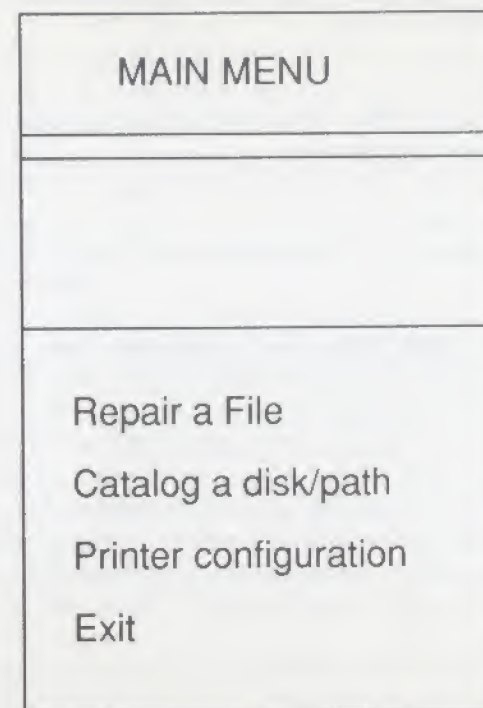 MAIN MENU
Repair a File
Catalog a disk/path
Printer configuration
Exit